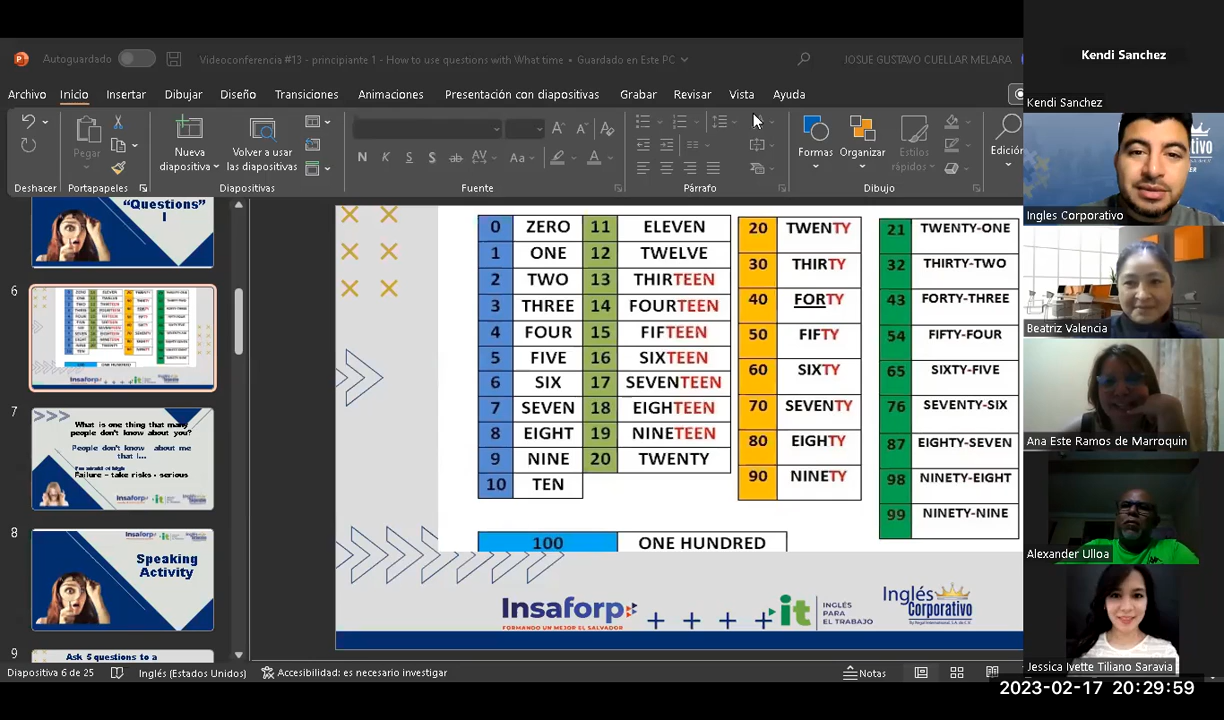 Autoguardado
Videoconferencia #13 - principiante 1 - How to use questions with What time • Guardado en Este PC
JOSUE GUSTAVO CUELLAR MELARA
Archivo Inicio Insertar Dibujar Diseño Transiciones Animaciones Presentación con diapositivas Grabar Revisar Vista Ayuda
Pegar
Nueva diapositiva
Volver a usar las diapositivas
N K S S ab AV Aa A
Formas Organizar Estilos rápidos Edición
Deshacer Portapapeles Diapositivas Fuente Párrafo Dibujo
"Questions"
I
6
7
What is one thing that many
people don't know about you?
People don't know about me
that I...
Failure – take risks - serious
8
Speaking
Activity
9
Ask 5 questions to a
0 ZERO 11 ELEVEN
1 ONE 12 TWELVE
2 TWO 13 THIRTEEN
3 THREE 14 FOURTEEN
4 FOUR 15 FIFTEEN
5 FIVE 16 SIXTEEN
6 SIX 17 SEVENTEEN
7 SEVEN 18 EIGHTEEN
8 EIGHT 19 NINETEEN
9 NINE 20 TWENTY
10 TEN
20 TWENTY
30 THIRTY
40 FORTY
50 FIFTY
60 SIXTY
70 SEVENTY
80 EIGHTY
90 NINETY
21 TWENTY-ONE
32 THIRTY-TWO
43 FORTY-THREE
54 FIFTY-FOUR
65 SIXTY-FIVE
76 SEVENTY-SIX
87 EIGHTY-SEVEN
98 NINETY-EIGHT
99 NINETY-NINE
100 ONE HUNDRED
Insaforp
FORMANDO UN MEJOR EL SALVADOR
it
INGLÉS
PARA
EL TRABAJO
Inglés
Corporativo
Diapositiva 6 de 25
Inglés (Estados Unidos)
Accesibilidad: es necesario investigar
Notas
Kendi Sanchez
Kendi Sanchez
Ingles Corporativo
Beatriz Valencia
Ana Este Ramos de Marroquin
Alexander Ulloa
Jessica Ivette Tiliano Saravia
2023-02-17 20:29:59